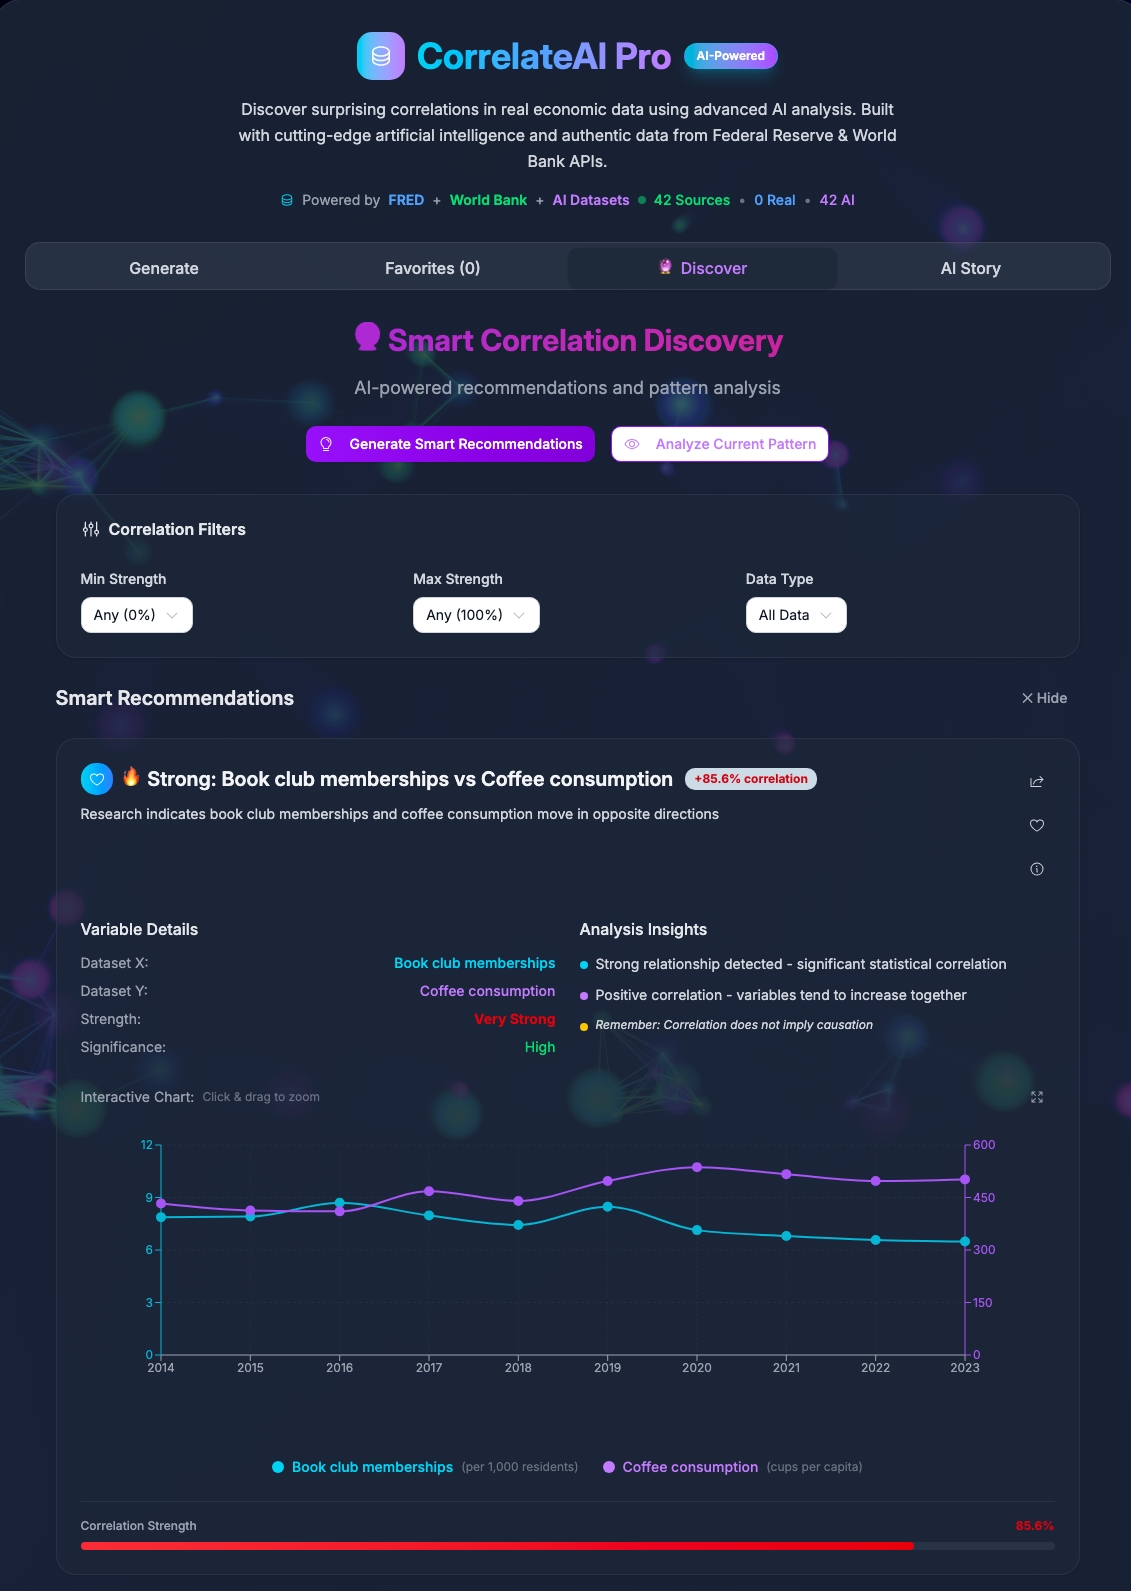 CorrelateAI Pro AI-Powered
Discover surprising correlations in real economic data using advanced AI analysis. Built
with cutting-edge artificial intelligence and authentic data from Federal Reserve & World
Bank APIs.
Powered by FRED + World Bank + AI Datasets 42 Sources • 0 Real • 42 AI
Generate Favorites (0) Discover AI Story
Smart Correlation Discovery
AI-powered recommendations and pattern analysis
Generate Smart Recommendations Analyze Current Pattern
Correlation Filters
Min Strength Max Strength Data Type
Any (0%) Any (100%) All Data
Smart Recommendations Hide
Strong: Book club memberships vs Coffee consumption +85.6% correlation
Research indicates book club memberships and coffee consumption move in opposite directions
Variable Details
Dataset X: Book club memberships
Dataset Y: Coffee consumption
Strength: Very Strong
Significance: High
Analysis Insights
Strong relationship detected - significant statistical correlation
Positive correlation - variables tend to increase together
Remember: Correlation does not imply causation
Interactive Chart: Click & drag to zoom
12 600
9 450
6 300
3 150
0 0
2014 2015 2016 2017 2018 2019 2020 2021 2022 2023
Book club memberships (per 1,000 residents) Coffee consumption (cups per capita)
Correlation Strength 85.6%